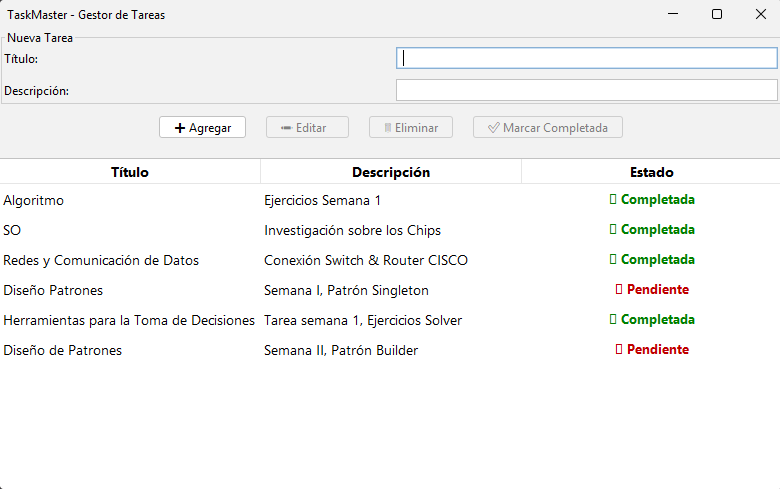 TaskMaster - Gestor de Tareas
Nueva Tarea
Título:
Descripción:
Agregar Editar Eliminar Marcar Completada
Título Descripción Estado
Algoritmo Ejercicios Semana 1 Completada
SO Investigación sobre los Chips Completada
Redes y Comunicación de Datos Conexión Switch & Router CISCO Completada
Diseño Patrones Semana I, Patrón Singleton Pendiente
Herramientas para la Toma de Decisiones Tarea semana 1, Ejercicios Solver Completada
Diseño de Patrones Semana II, Patrón Builder Pendiente